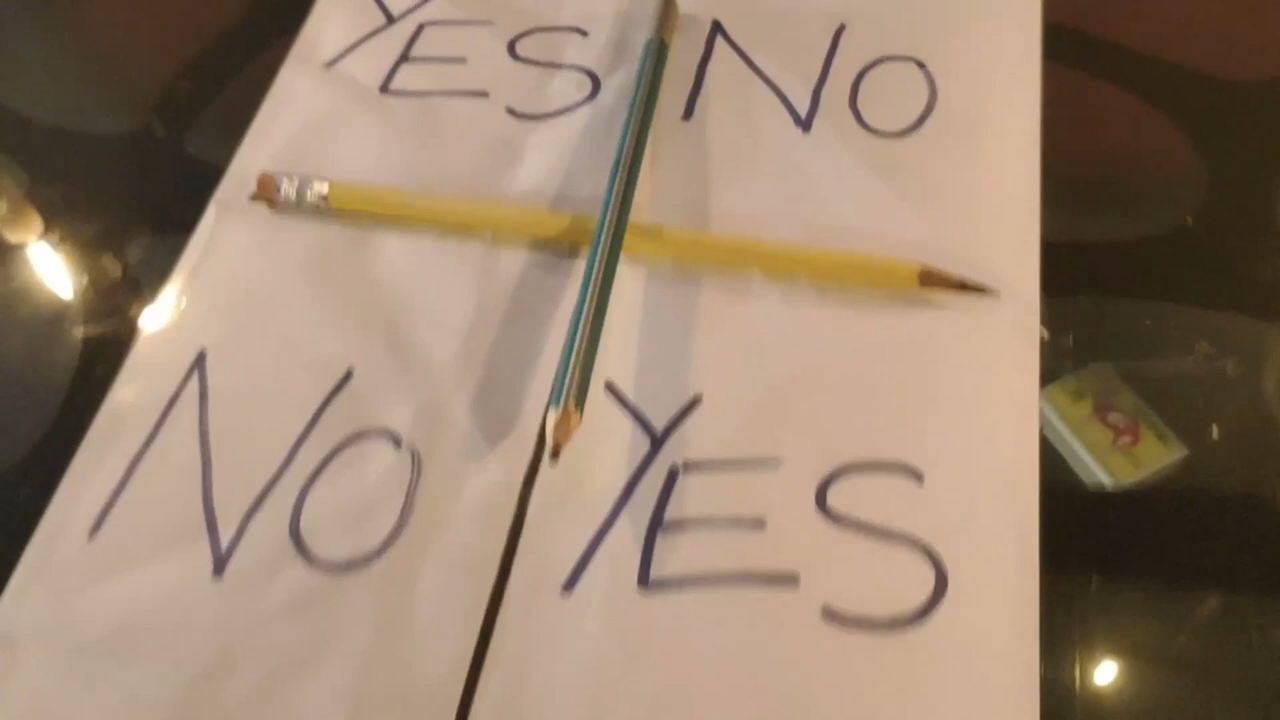 YES NO
NO YES